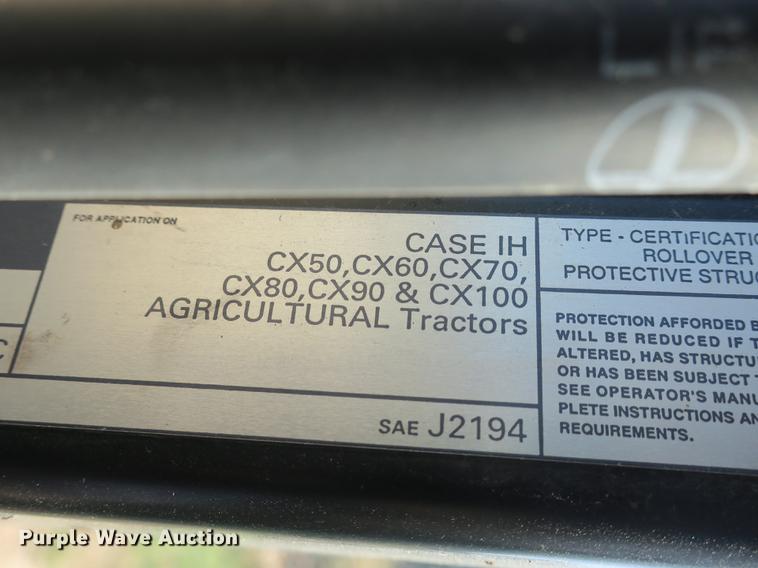 FOR APPLICATION ON
CASE IH
CX50,CX60,CX70,
CX80,CX90 & CX100
AGRICULTURAL Tractors
SAE J2194
TYPE - CERTIFICATIO
ROLLOVER
PROTECTIVE STRUC
PROTECTION AFFORDED B
WILL BE REDUCED IF T
ALTERED, HAS STRUCTU
OR HAS BEEN SUBJECT T
SEE OPERATOR'S MANU
PLETE INSTRUCTIONS AN
REQUIREMENTS.
Purple Wave Auction